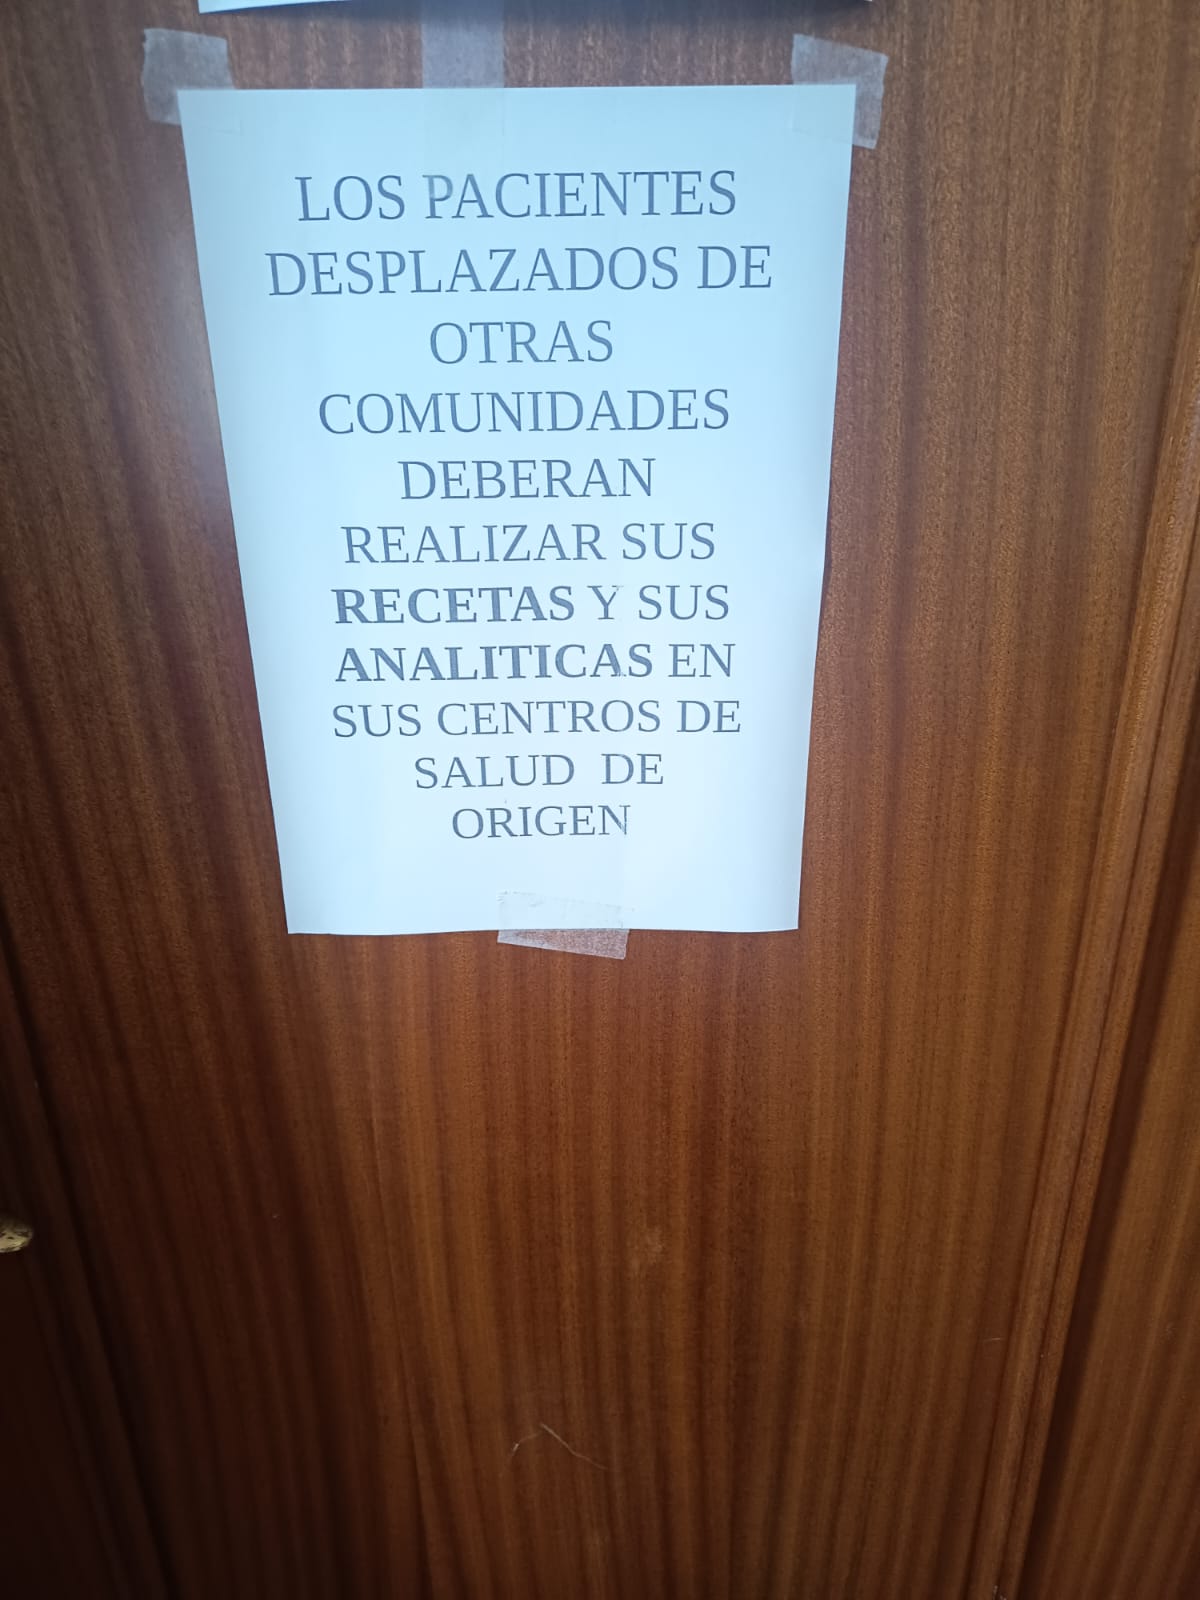 LOS PACIENTES
DESPLAZADOS DE
OTRAS
COMUNIDADES
DEBERAN
REALIZAR SUS
RECETAS Y SUS
ANALITICAS EN
SUS CENTROS DE
SALUD DE
ORIGEN